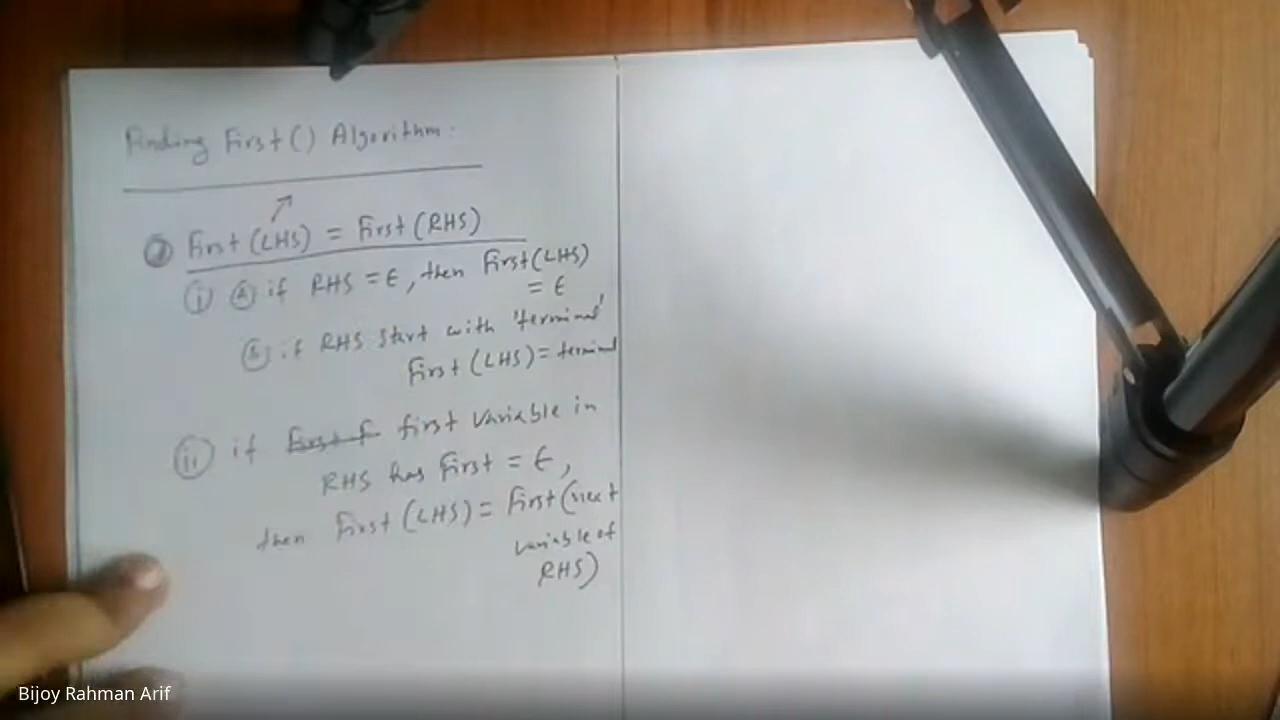 Finding First() Algorithm:
First (LHS) = First (RHS)
(i) (a) if RHS = ε, then First (LHS)
= ε
(b) if RHS start with 'terminal',
First (LHS) = terminal
(ii) if First F first variable in
RHS has First = ε,
then First (LHS) = First (next
variable of
RHS)
Bijoy Rahman Arif